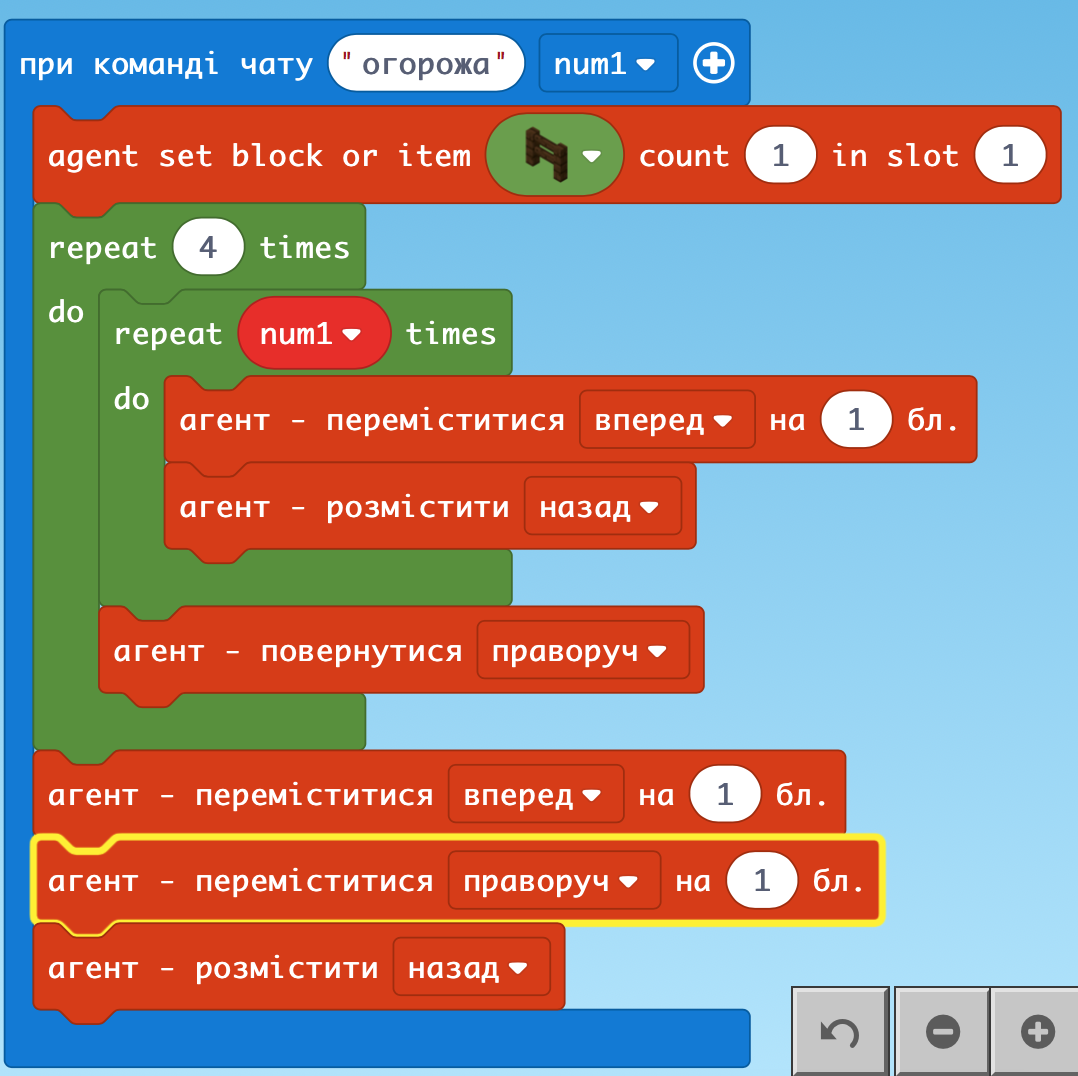 при команді чату "огорожа" num1
agent set block or item count 1 in slot 1
repeat 4 times
do
repeat num1 times
do
агент - переміститися вперед на 1 бл.
агент - розмістити назад
агент - повернутися праворуч
агент - переміститися вперед на 1 бл.
агент - переміститися праворуч на 1 бл.
агент - розмістити назад